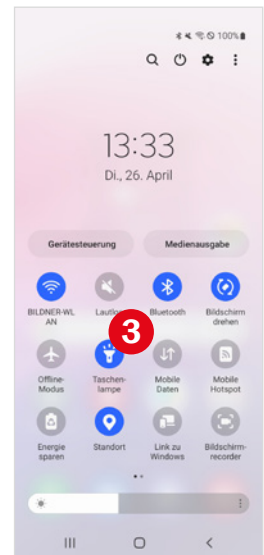 100%
13:33
Di., 26. April
Gerätesteuerung Medienausgabe
BILDNER-WL Bluetooth Bildschirm
AN drehen
3
Offline- Taschen- Mobile Mobile
Modus lampe Daten Hotspot
Energie Standort Link zu Bildschirm-
sparen Windows recorder